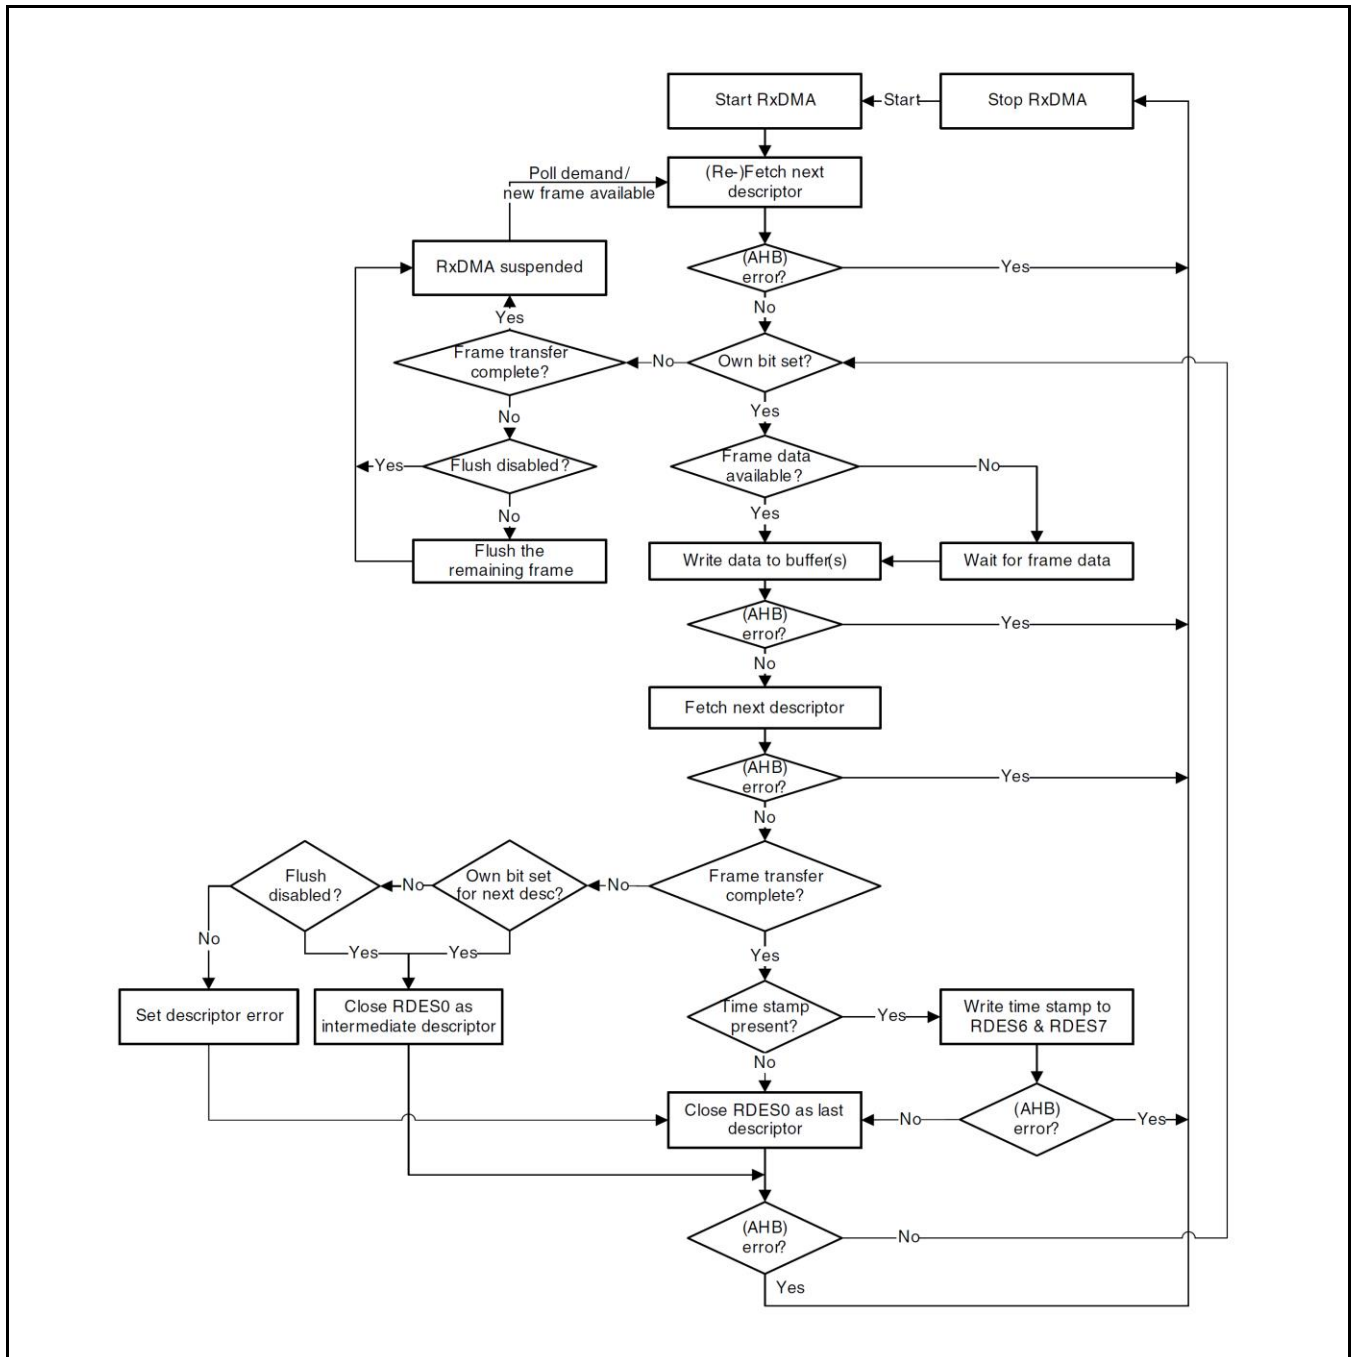 Start RxDMA
Start
Stop RxDMA
Poll demand/
new frame available
(Re-)Fetch next
descriptor
RxDMA suspended
(AHB)
error?
Yes
No
Yes
Frame transfer
complete?
No
Own bit set?
No
Yes
Flush disabled?
Yes
Frame data
available?
No
No
Yes
Flush the
remaining frame
Write data to buffer(s)
Wait for frame data
(AHB)
error?
Yes
No
Fetch next descriptor
(AHB)
error?
Yes
No
Flush
disabled?
No
Own bit set
for next desc?
No
Frame transfer
complete?
No
Yes
Yes
Yes
Set descriptor error
Close RDES0 as
intermediate descriptor
Time stamp
present?
Yes
Write time stamp to
RDES6 & RDES7
No
Close RDES0 as last
descriptor
No
(AHB)
error?
Yes
(AHB)
error?
No
Yes